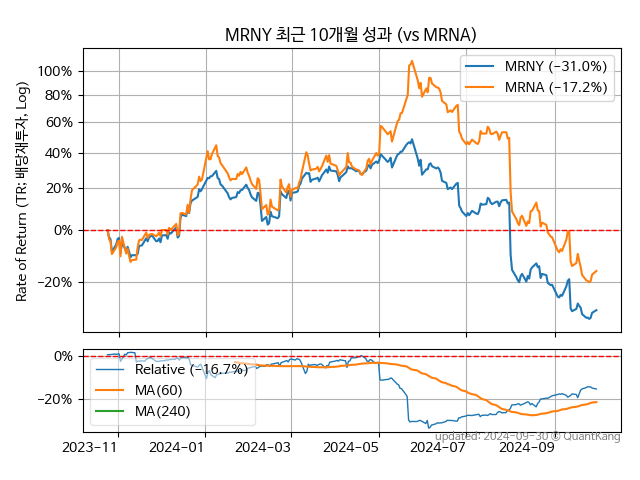 MRNY 최근 10개월 성과 (vs MRNA)
Rate of Return (TR: 배당재투자, Log)
100%
80%
60%
40%
20%
0%
−20%
MRNY (−31.0%)
MRNA (−17.2%)
0%
−20%
Relative (−16.7%)
MA(60)
MA(240)
2023-11
2024-01
2024-03
2024-05
2024-07
2024-09
updated: 2024-09-30 © QuantKang